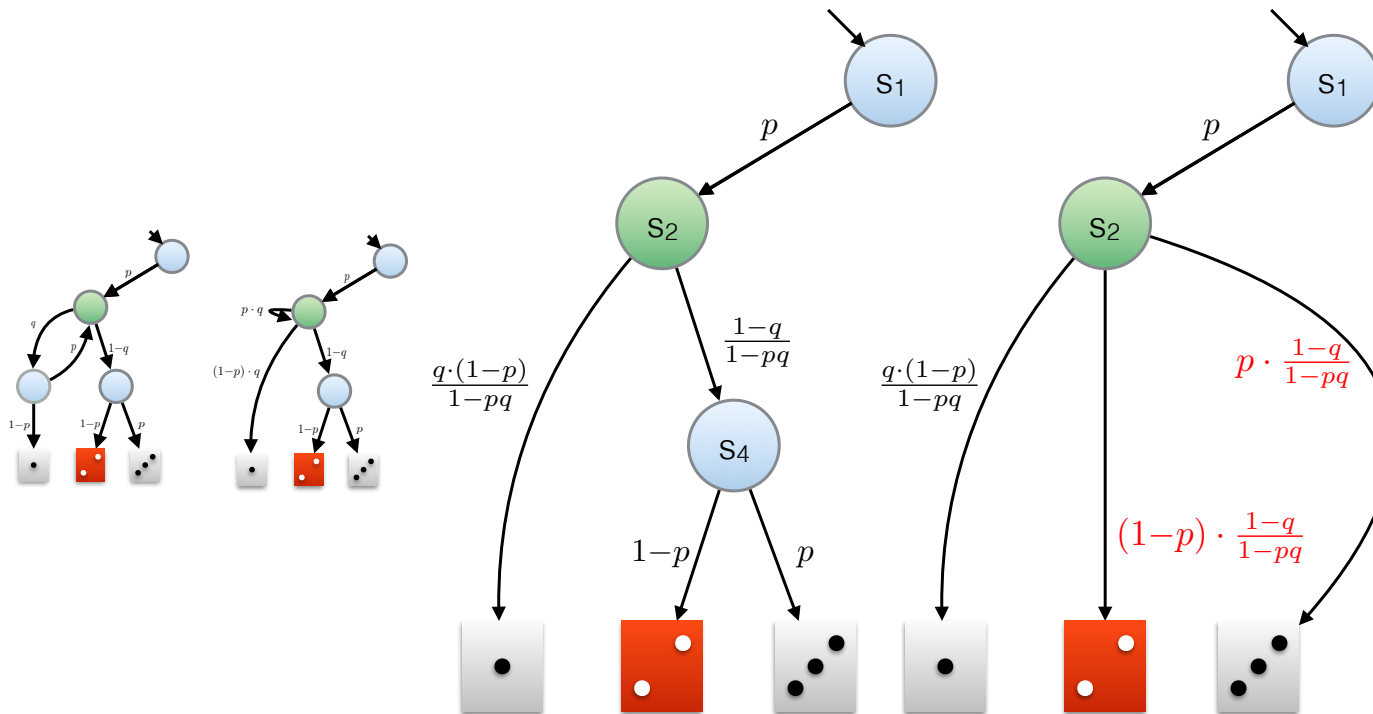 p
q
p
1−q
1−p
1−p
p
p
p · q
1−q
(1−p) · q
1−p
p
s₁
p
s₂
1−q
1−pq
q·(1−p)
1−pq
s₄
1−p
p
s₁
p
s₂
q·(1−p)
1−pq
p · 1−q
1−pq
(1−p) · 1−q
1−pq